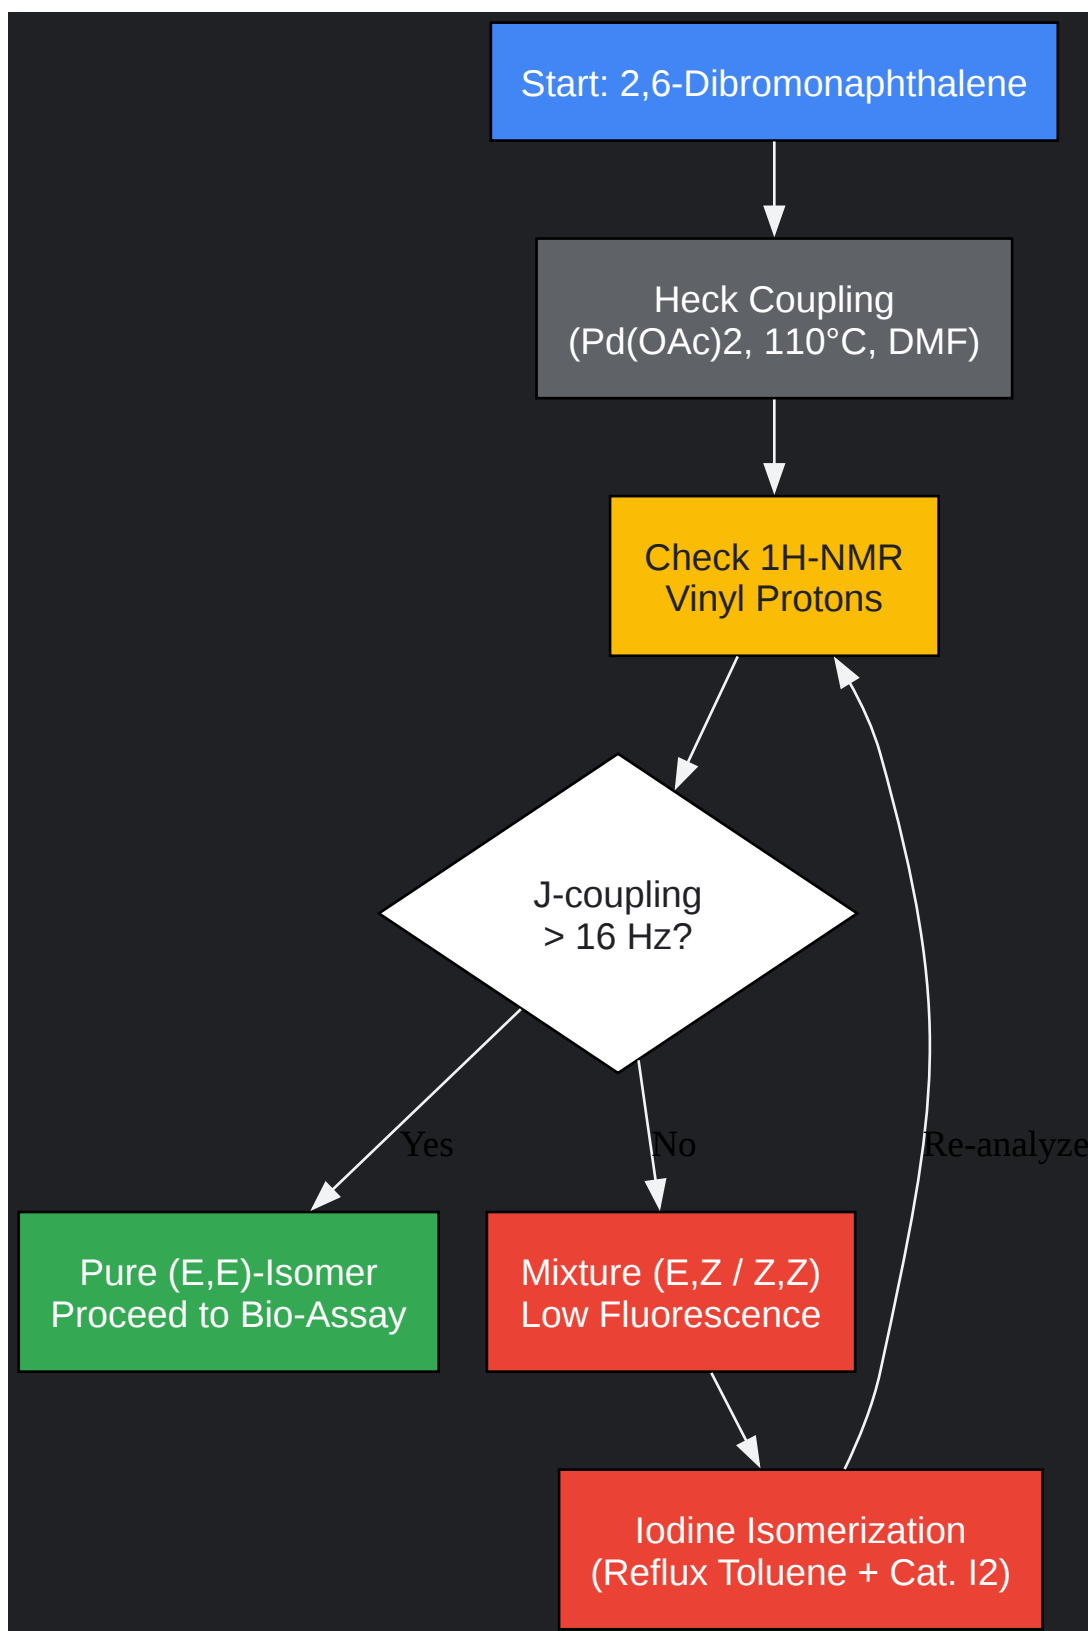 Start: 2,6-Dibromonaphthalene
Heck Coupling
(Pd(OAc)2, 110°C, DMF)
Check 1H-NMR
Vinyl Protons
J-coupling
> 16 Hz?
Yes
No
Re-analyze
Pure (E,E)-Isomer
Proceed to Bio-Assay
Mixture (E,Z / Z,Z)
Low Fluorescence
Iodine Isomerization
(Reflux Toluene + Cat. I2)